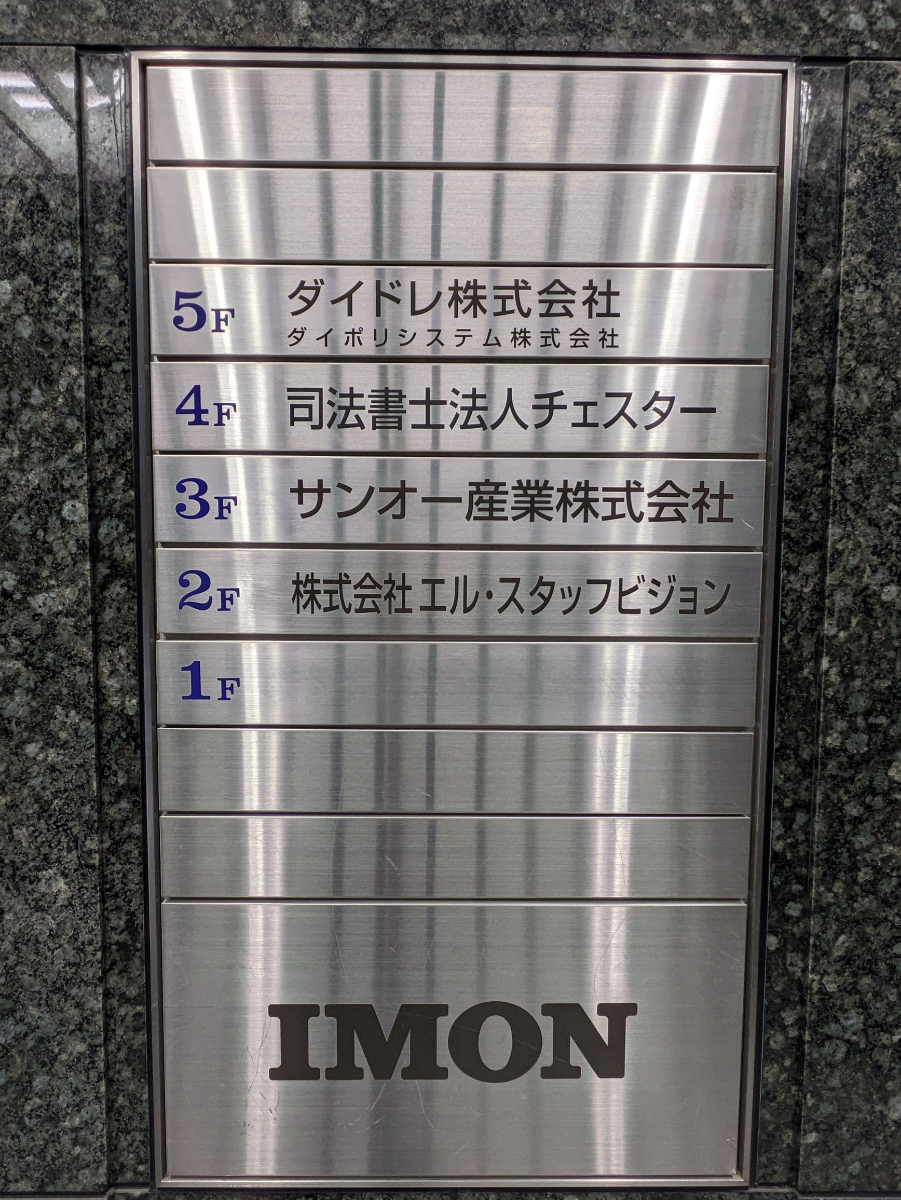 5F ダイドレ株式会社
ダイポリシステム株式会社
4F 司法書士法人チェスター
3F サンオー産業株式会社
2F 株式会社エル・スタッフビジョン
1F
IMON